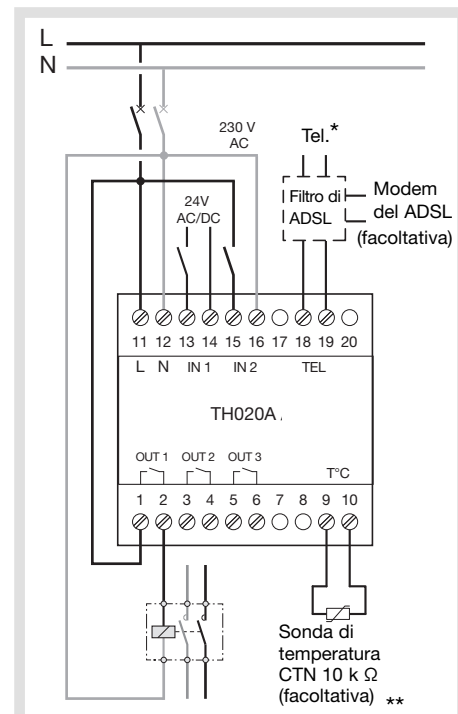 L
N
230 V
AC
Tel.*
24V
AC/DC
Filtro di
ADSL
Modem
del ADSL
(facoltativa)
11 12 13 14 15 16 17 18 19 20
L N IN 1 IN 2 TEL
TH020A
OUT 1 OUT 2 OUT 3
T°C
1 2 3 4 5 6 7 8 9 10
Sonda di
temperatura
CTN 10 k Ω
(facoltativa) **